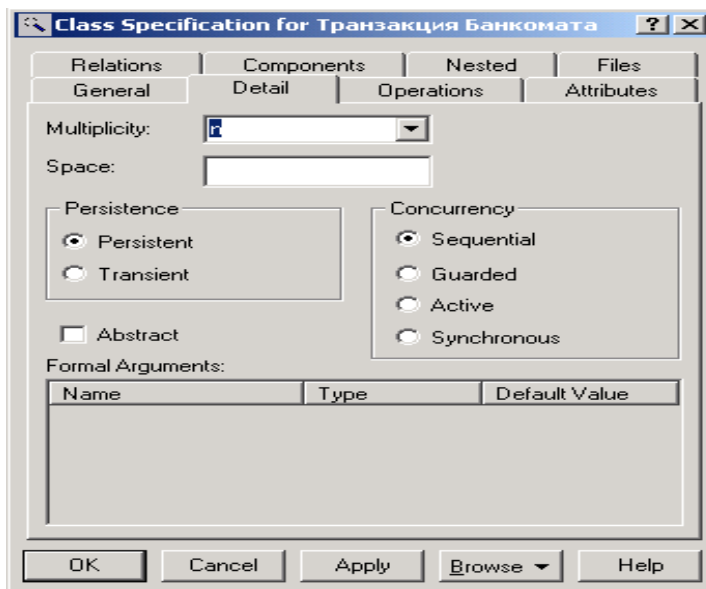 Class Specification for Транзакция Банкомата
Relations Components Nested Files
General Detail Operations Attributes
Multiplicity: n
Space:
Persistence
Persistent
Transient
Concurrency
Sequential
Guarded
Active
Synchronous
Abstract
Formal Arguments:
Name Type Default Value
OK Cancel Apply Browse Help